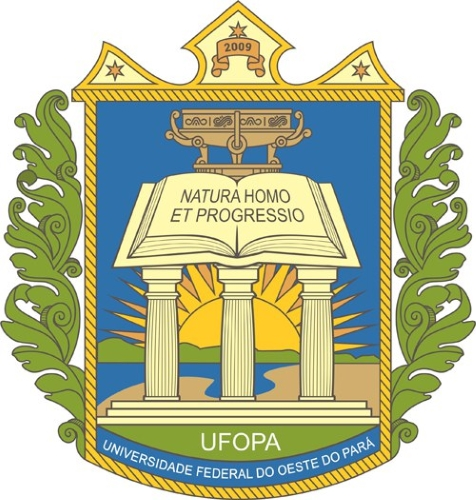 2009
NATURA HOMO
ET PROGRESSIO
UFOPA
UNIVERSIDADE FEDERAL DO OESTE DO PARÁ